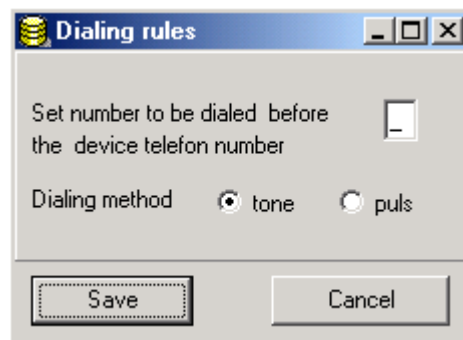 Dialing rules
Set number to be dialed before
the device telefon number
_
Dialing method tone puls
Save Cancel